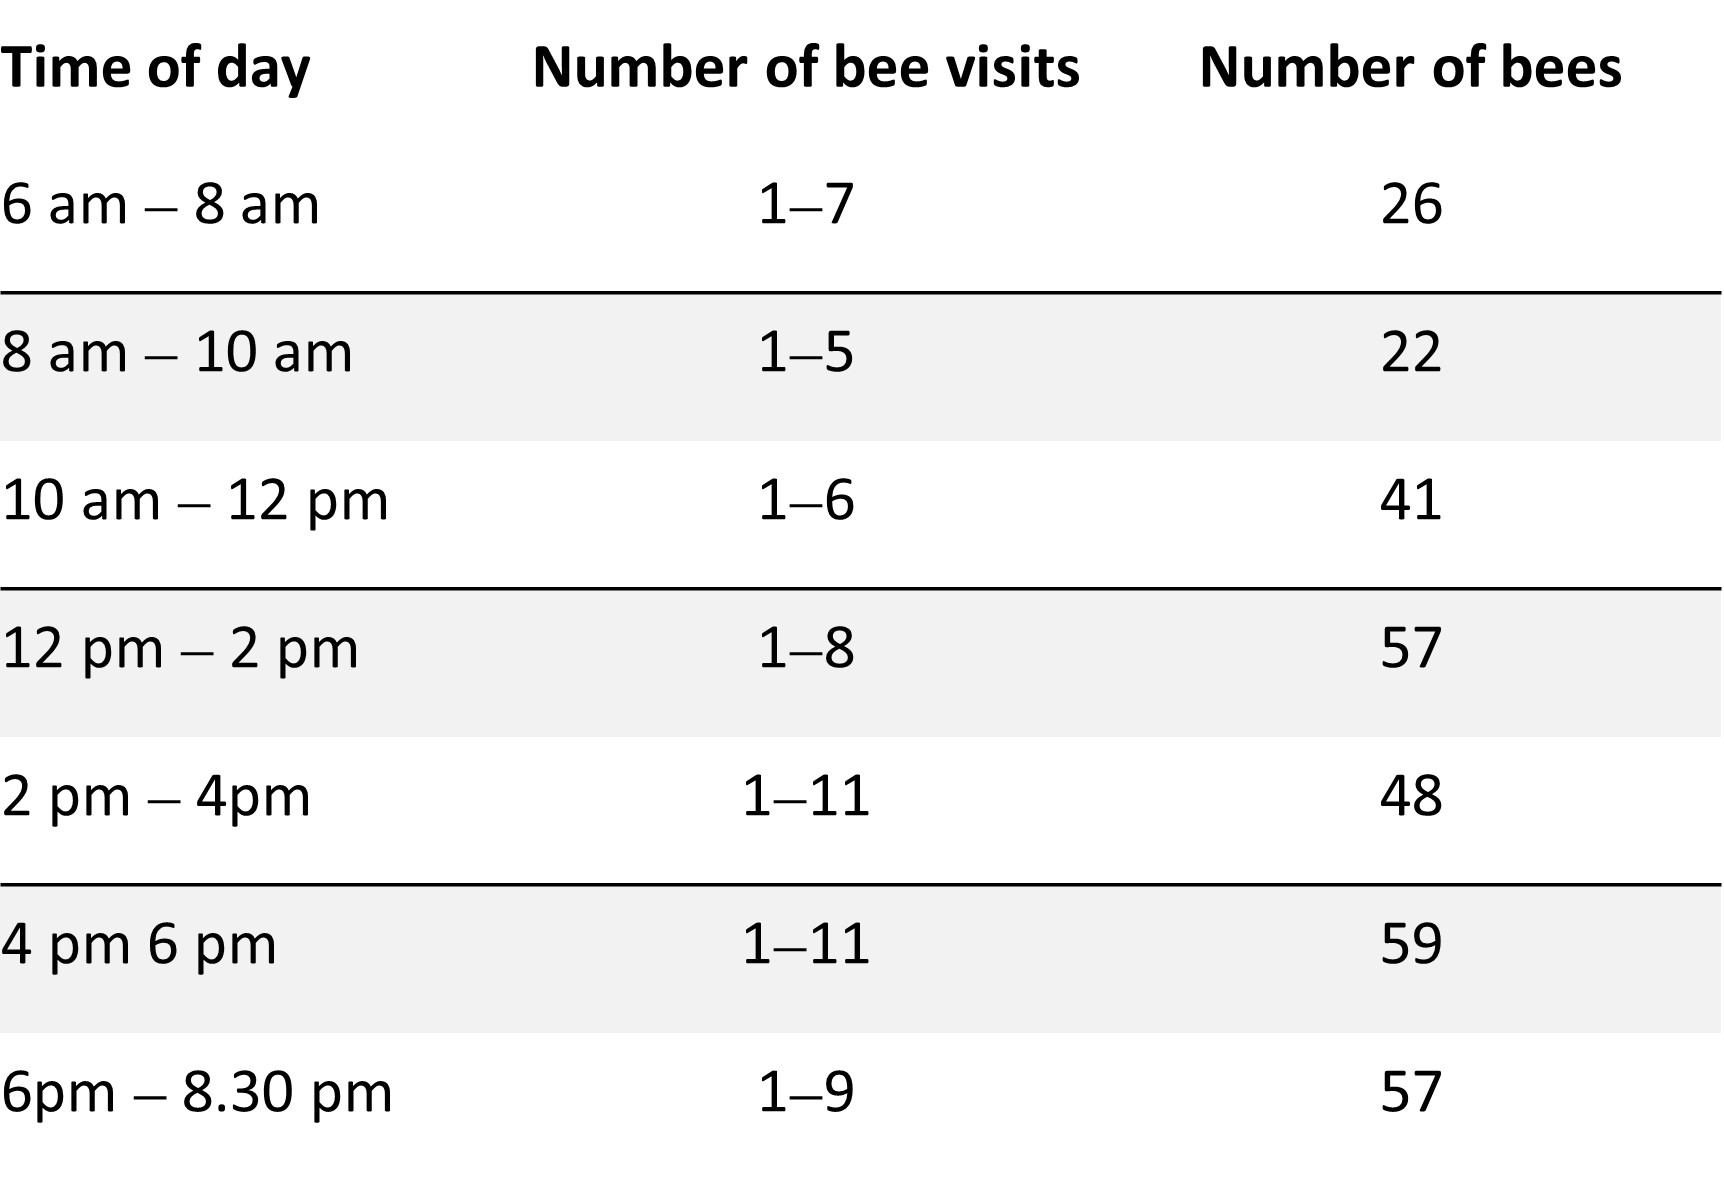 Time of day Number of bee visits Number of bees
6 am – 8 am 1–7 26
8 am – 10 am 1–5 22
10 am – 12 pm 1–6 41
12 pm – 2 pm 1–8 57
2 pm – 4pm 1–11 48
4 pm 6 pm 1–11 59
6pm – 8.30 pm 1–9 57